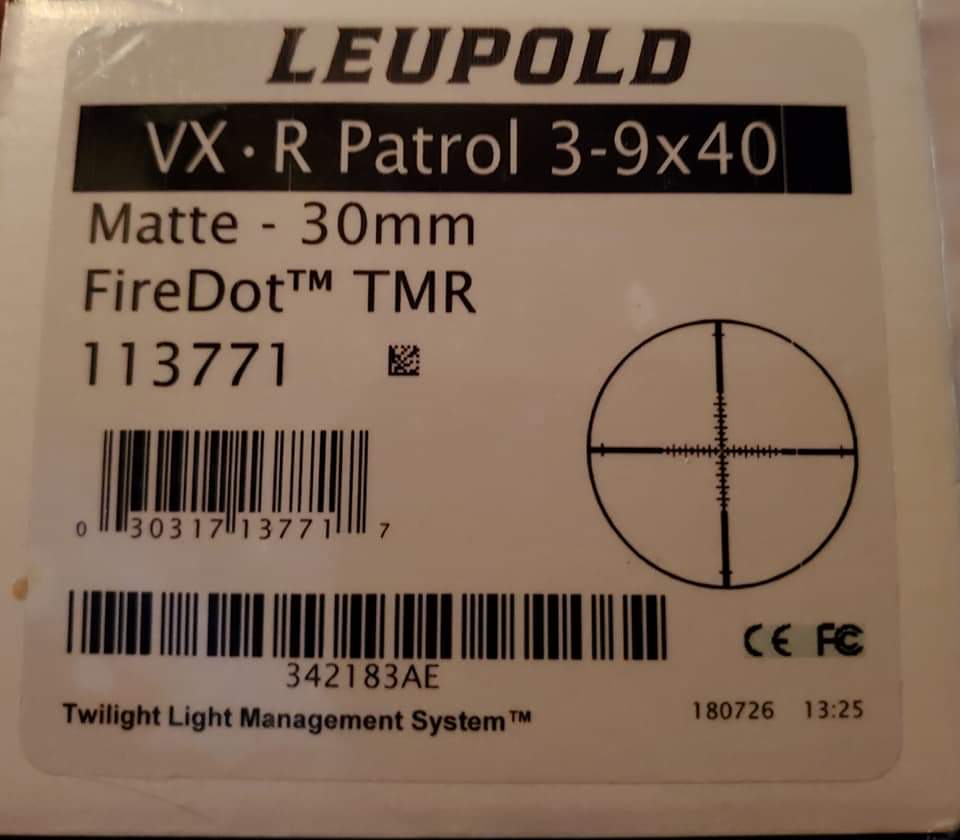 LEUPOLD
VX·R Patrol 3-9x40
Matte - 30mm
FireDot™ TMR
113771
0 30317 13771 7
342183AE
CE FC
Twilight Light Management System™
180726 13:25